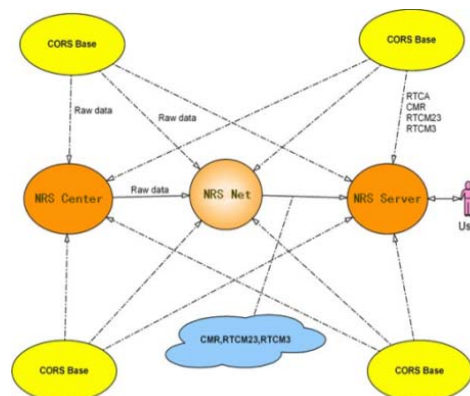 CORS Base
CORS Base
RTCA
CMR
RTCM23
RTCM3
Raw data
Raw data
NRS Center
Raw data
NRS Net
NRS Server
CMR,RTCM23,RTCM3
CORS Base
CORS Base